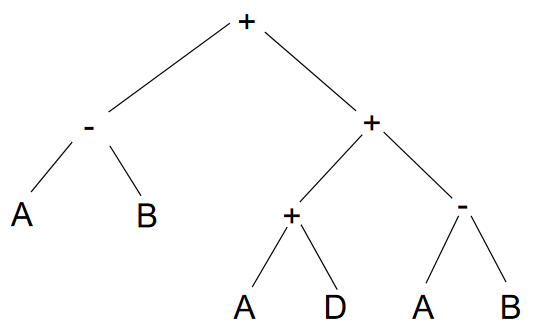 +
- +
A B + -
A D A B